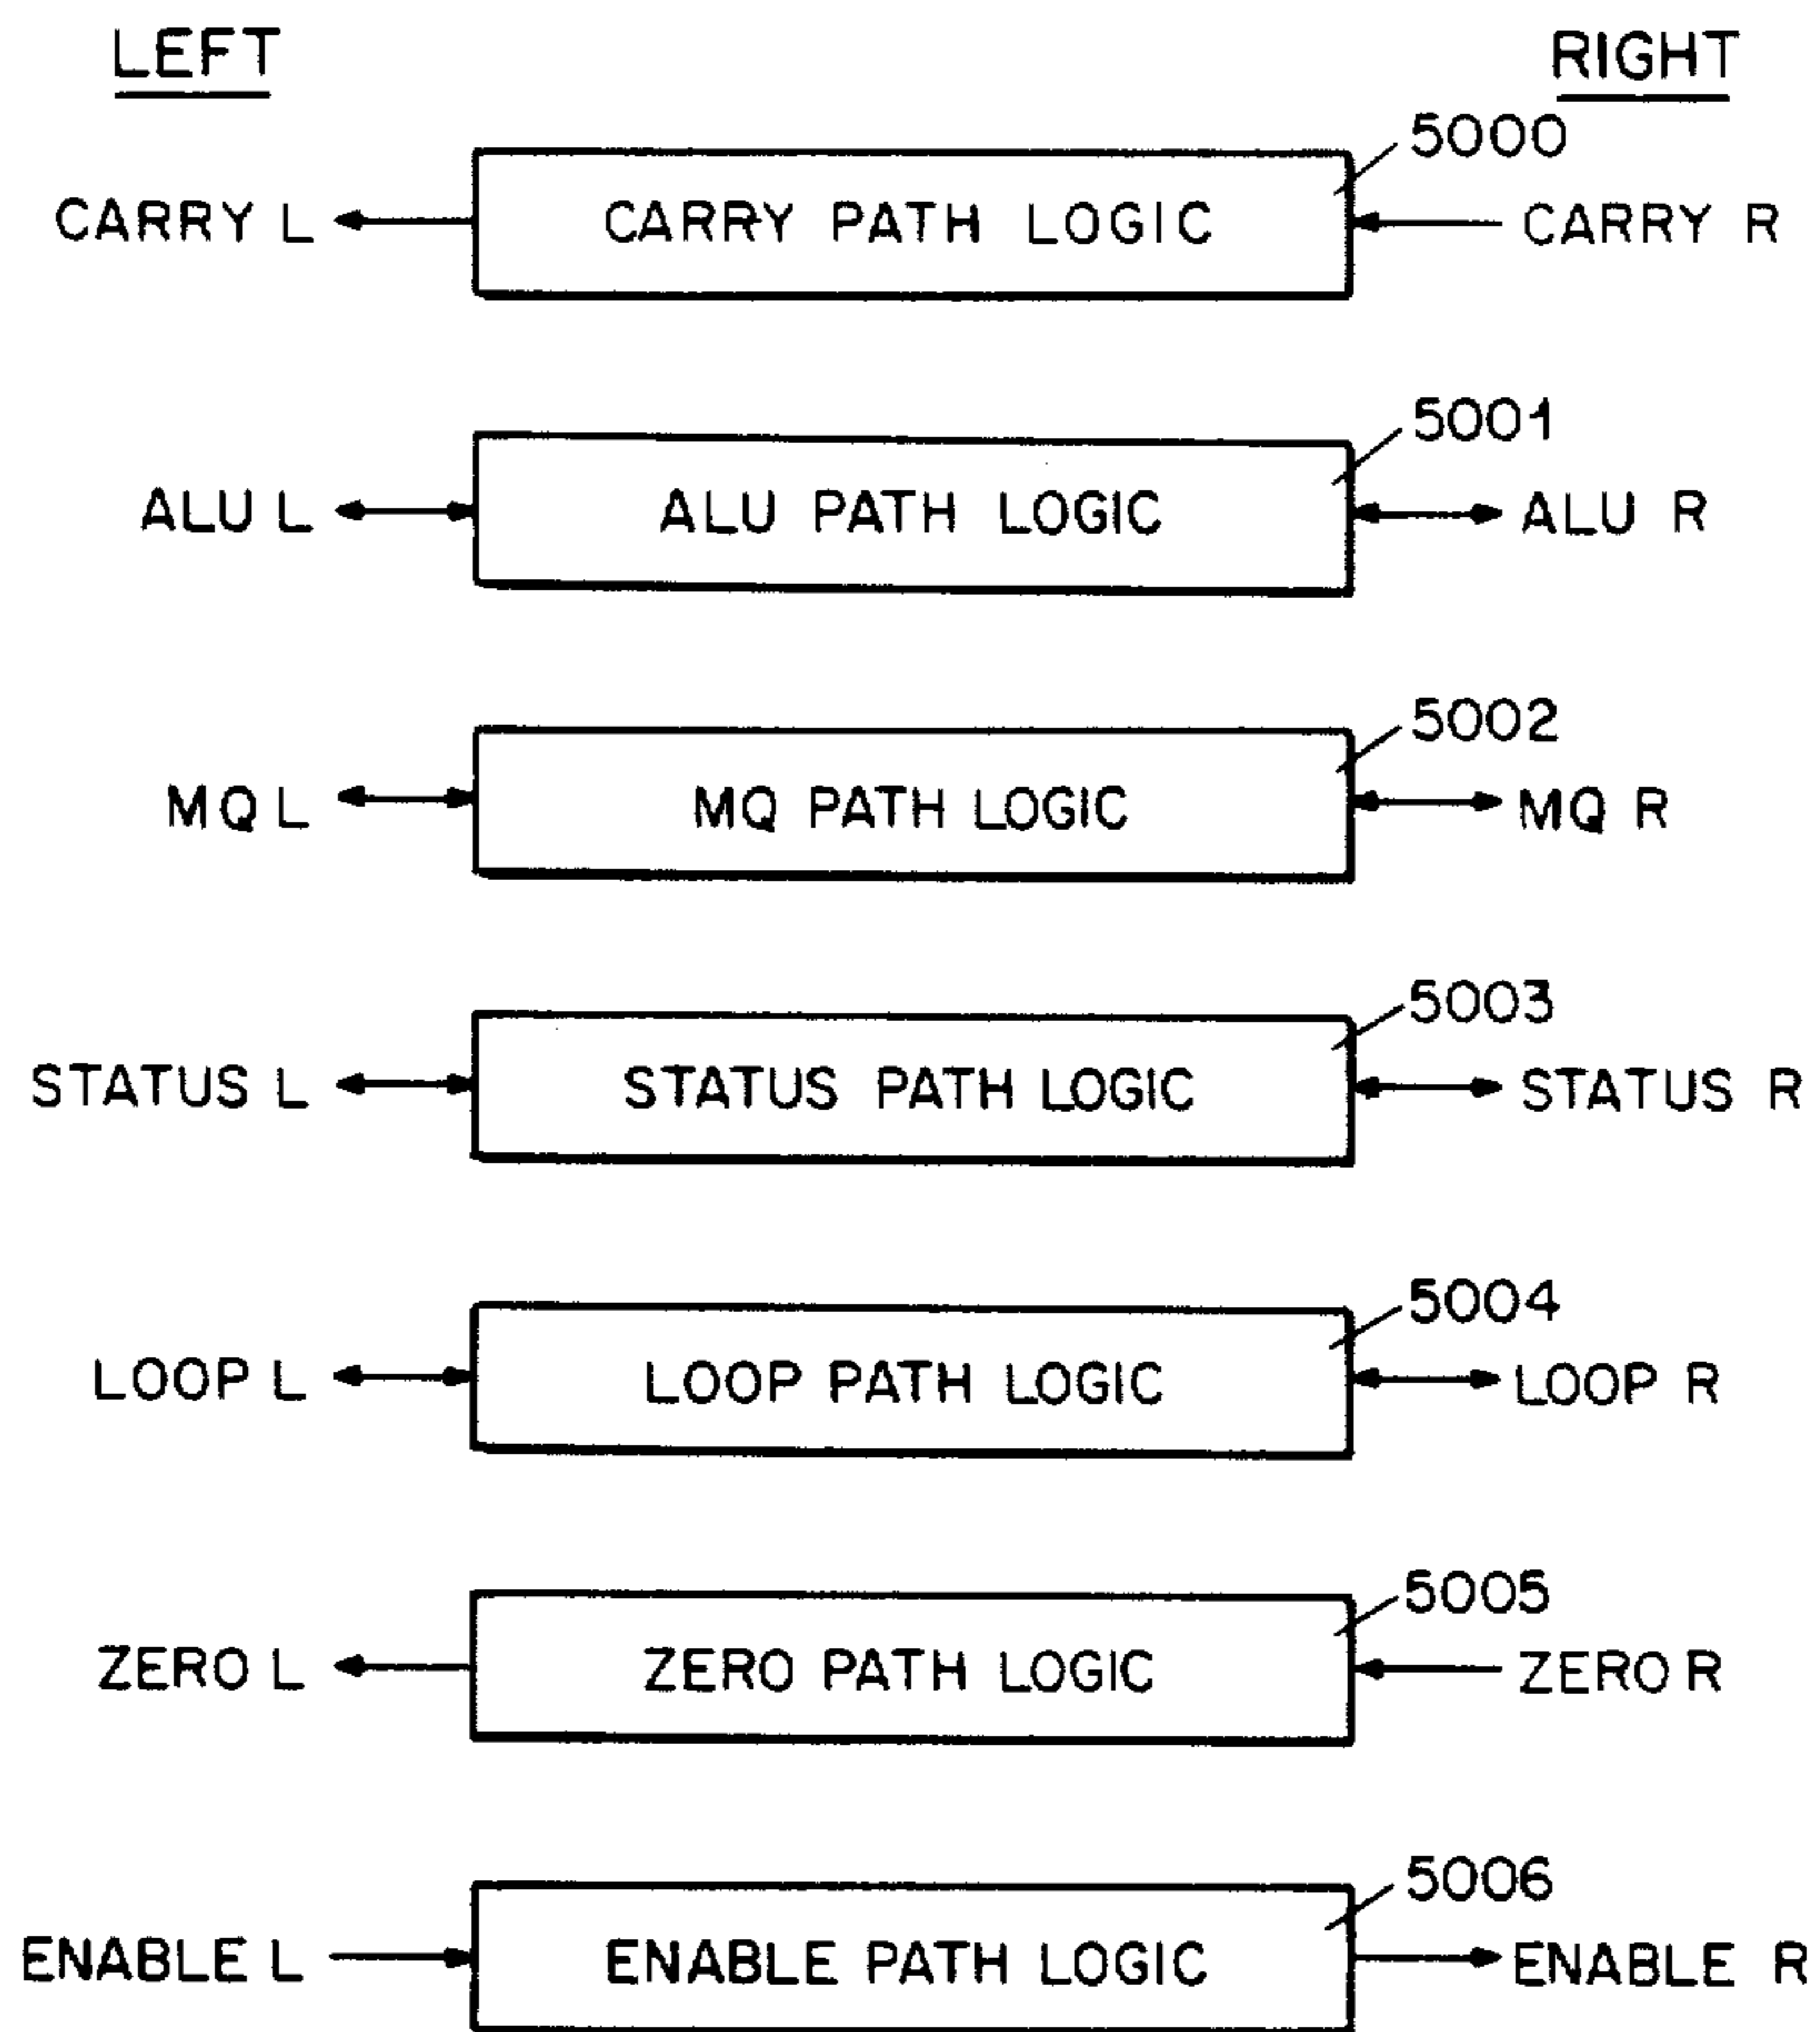 LEFT RIGHT
5000
CARRY L CARRY PATH LOGIC CARRY R
5001
ALU L ALU PATH LOGIC ALU R
5002
MQ L MQ PATH LOGIC MQ R
5003
STATUS L STATUS PATH LOGIC STATUS R
5004
LOOP L LOOP PATH LOGIC LOOP R
5005
ZERO L ZERO PATH LOGIC ZERO R
5006
ENABLE L ENABLE PATH LOGIC ENABLE R